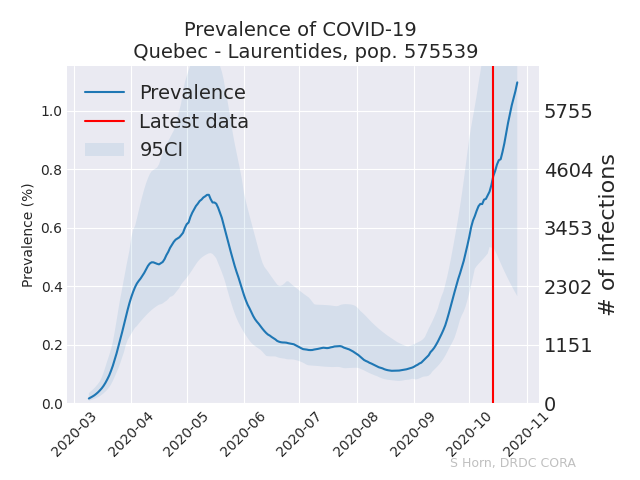 Prevalence of COVID-19
Quebec - Laurentides, pop. 575539
Prevalence
Latest data
95CI
Prevalence (%)
1.0
0.8
0.6
0.4
0.2
0.0
5755
4604
3453
2302
1151
0
# of infections
2020-03
2020-04
2020-05
2020-06
2020-07
2020-08
2020-09
2020-10
2020-11
S Horn, DRDC CORA